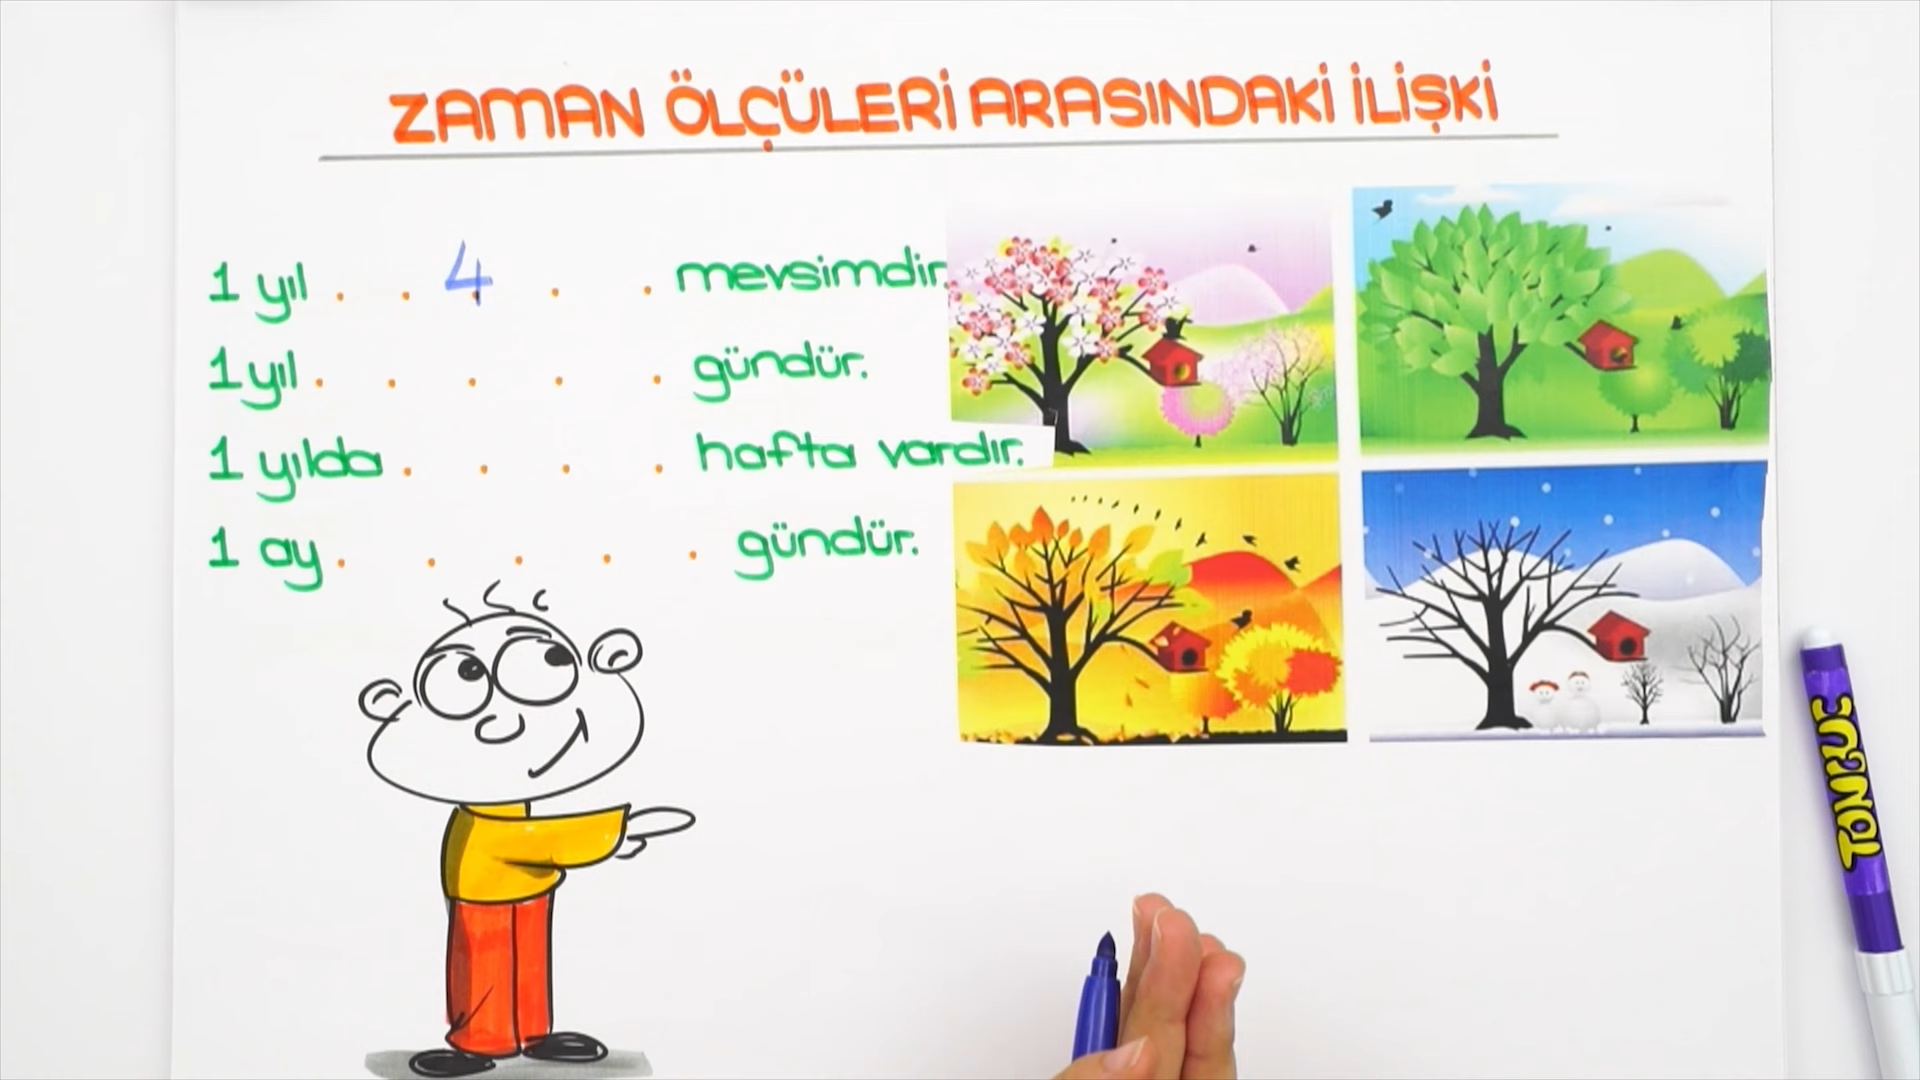 ZAMAN ÖLÇÜLERİ ARASINDAKİ İLİŞKİ
1 yıl . . 4 . . mevsimdir.
1 yıl . . . . . gündür.
1 yılda . . . . hafta vardır.
1 ay . . . . . gündür.
TONGUÇ